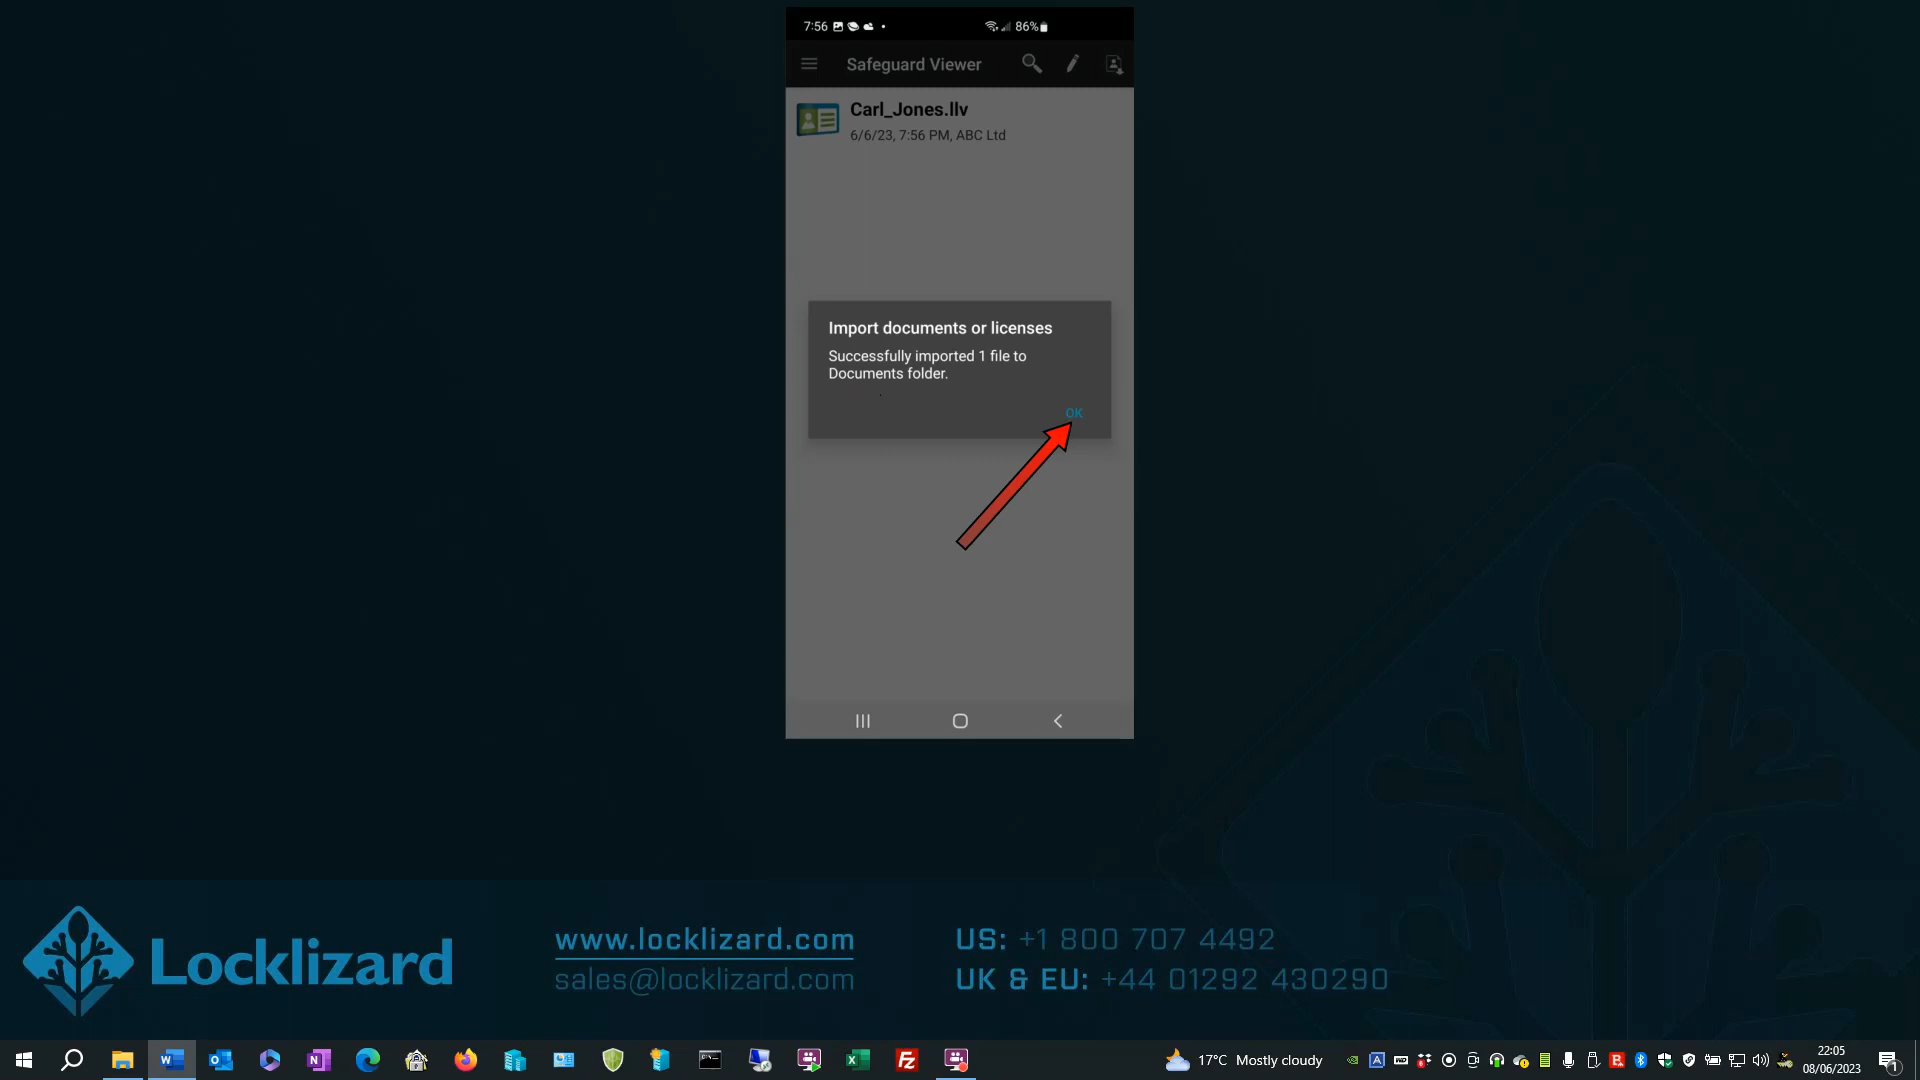 7:56
86%
Safeguard Viewer
Carl_Jones.llv
6/6/23, 7:56 PM, ABC Ltd
Import documents or licenses
Successfully imported 1 file to
Documents folder.
OK
Locklizard
www.locklizard.com
sales@locklizard.com
US: +1 800 707 4492
UK & EU: +44 01292 430290
17°C Mostly cloudy
22:05
08/06/2023